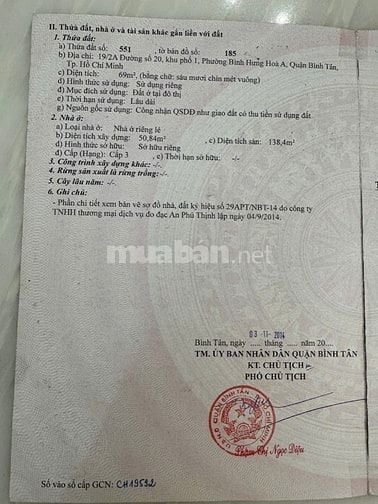 II. Thửa đất, nhà ở và tài sản khác gắn liền với đất
1. Thửa đất:
a) Thửa đất số: 551 , tờ bản đồ số: 185
b) Địa chỉ: 19/2A Đường số 20, khu phố 1, Phường Bình Hưng Hoà A, Quận Bình Tân,
Tp. Hồ Chí Minh
c) Diện tích: 69m², (bằng chữ: sáu mươi chín mét vuông)
d) Hình thức sử dụng: Sử dụng riêng
đ) Mục đích sử dụng: Đất ở tại đô thị
e) Thời hạn sử dụng: Lâu dài
g) Nguồn gốc sử dụng: Công nhận QSDĐ như giao đất có thu tiền sử dụng đất
2. Nhà ở:
a) Loại nhà ở: Nhà ở riêng lẻ
b) Diện tích xây dựng: 50,84m² , c) Diện tích sàn: 138,4m²
d) Hình thức sở hữu: Sở hữu riêng
đ) Cấp (Hạng): Cấp 3 , e) Thời hạn sở hữu: -/-
3. Công trình xây dựng khác: -/-
4. Rừng sản xuất là rừng trồng: -/-
5. Cây lâu năm: -/-
6. Ghi chú:
- Phần chi tiết xem bản vẽ sơ đồ nhà, đất ký hiệu số 29APT/NBT-14 do công ty
TNHH thương mại dịch vụ đo đạc An Phú Thịnh lập ngày 04/9/2014.
muaban.net
03 -11- 2014
Bình Tân, ngày ..... tháng ..... năm 20....
TM. ỦY BAN NHÂN DÂN QUẬN BÌNH TÂN
KT. CHỦ TỊCH
PHÓ CHỦ TỊCH
Phạm Thị Ngọc Diệu
Số vào sổ cấp GCN: CH19592